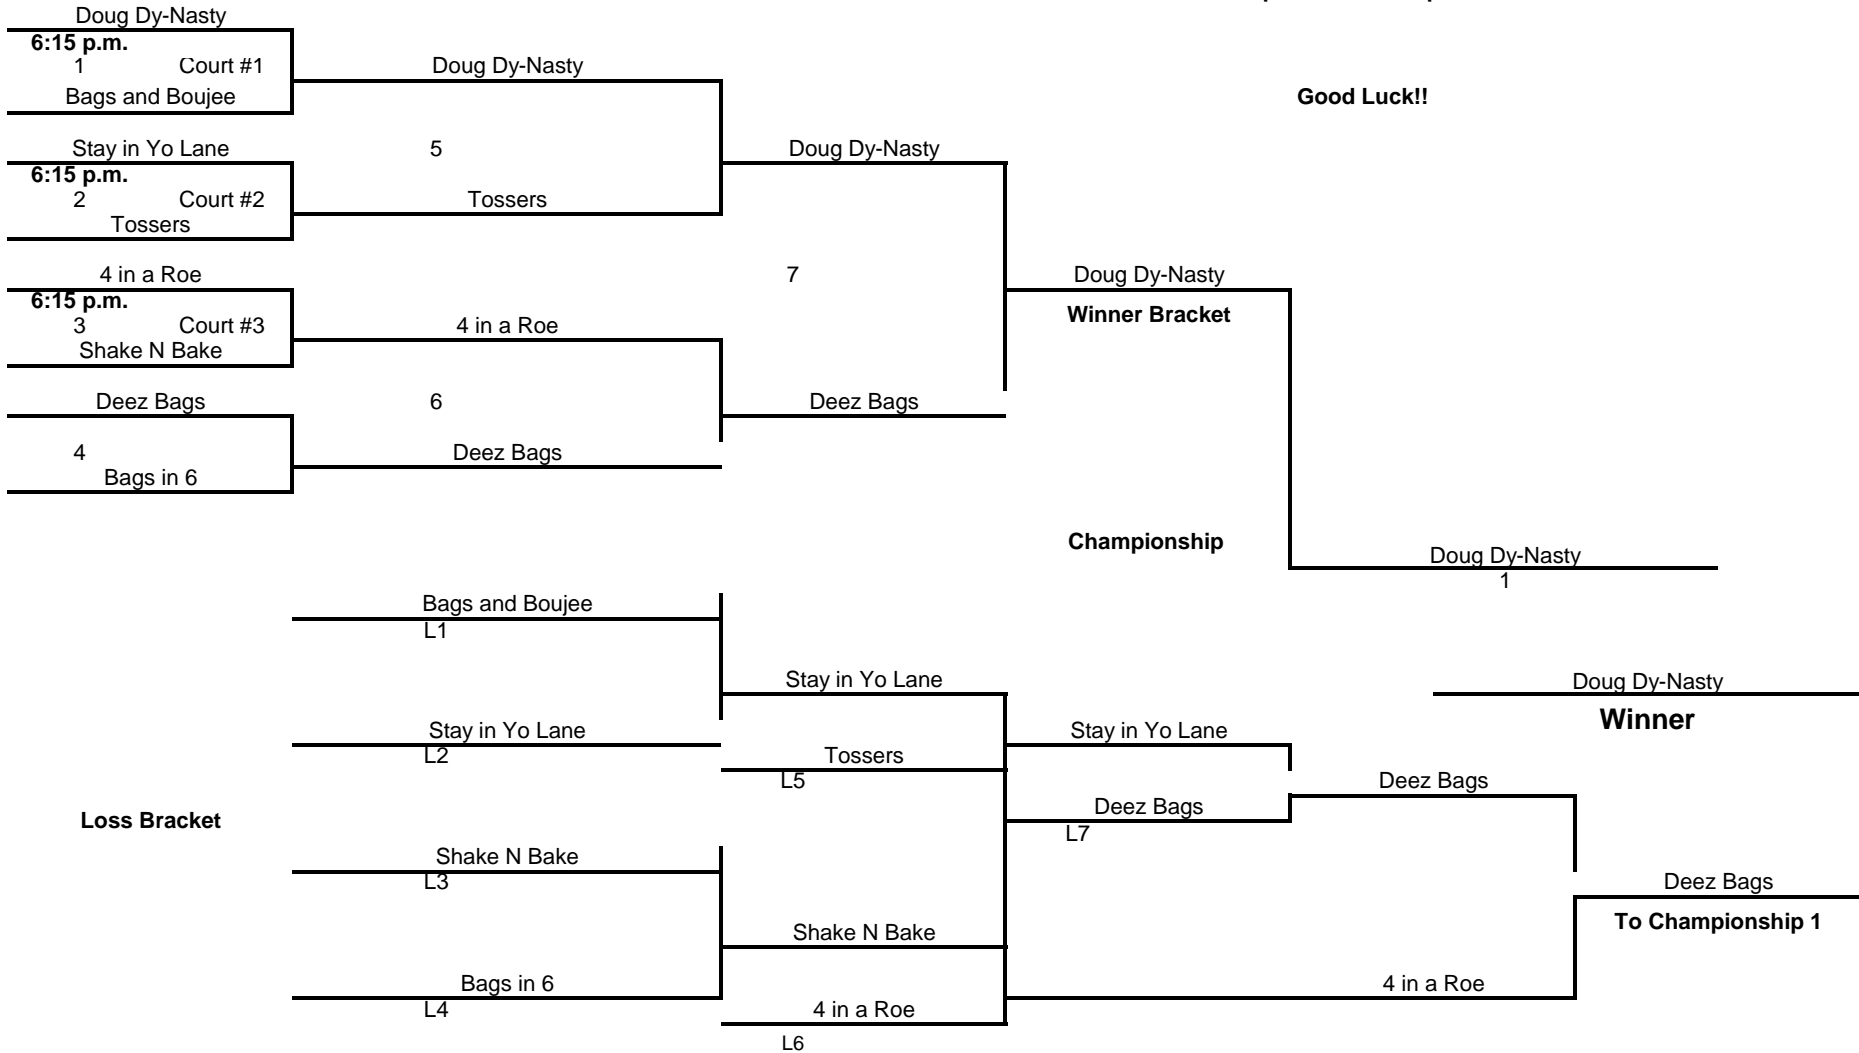 Doug Dy-Nasty
6:15 p.m.
1 Court #1
Bags and Boujee
Doug Dy-Nasty
Good Luck!!
Stay in Yo Lane
6:15 p.m.
2 Court #2
Tossers
5
Tossers
Doug Dy-Nasty
4 in a Roe
6:15 p.m.
3 Court #3
Shake N Bake
4 in a Roe
7
Doug Dy-Nasty
Winner Bracket
Deez Bags
4
Bags in 6
6
Deez Bags
Deez Bags
Championship
Doug Dy-Nasty
1
Bags and Boujee
L1
Stay in Yo Lane
L2
Stay in Yo Lane
Tossers
L5
Stay in Yo Lane
Deez Bags
L7
Doug Dy-Nasty
Winner
Deez Bags
Loss Bracket
Shake N Bake
L3
Bags in 6
L4
Shake N Bake
4 in a Roe
L6
4 in a Roe
Deez Bags
To Championship 1